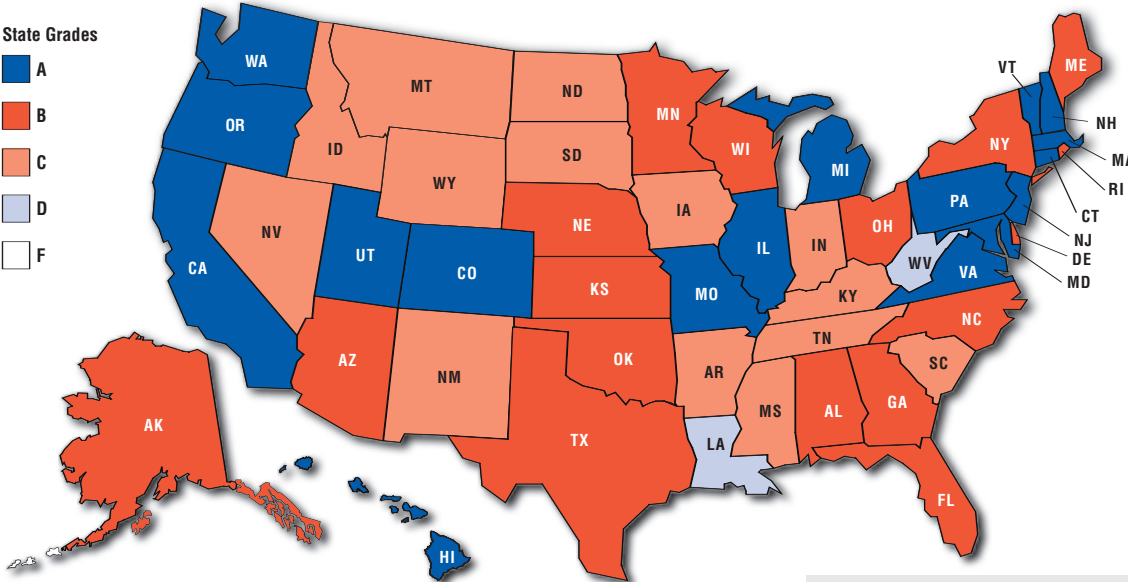 State Grades
A
B
C
D
F
WA
OR
CA
NV
ID
MT
WY
UT
CO
AZ
NM
ND
SD
NE
KS
OK
TX
MN
IA
MO
AR
LA
WI
IL
MI
IN
OH
KY
TN
MS
AL
GA
FL
SC
NC
VA
WV
PA
NY
VT
ME
NH
MA
RI
CT
NJ
DE
MD
AK
HI